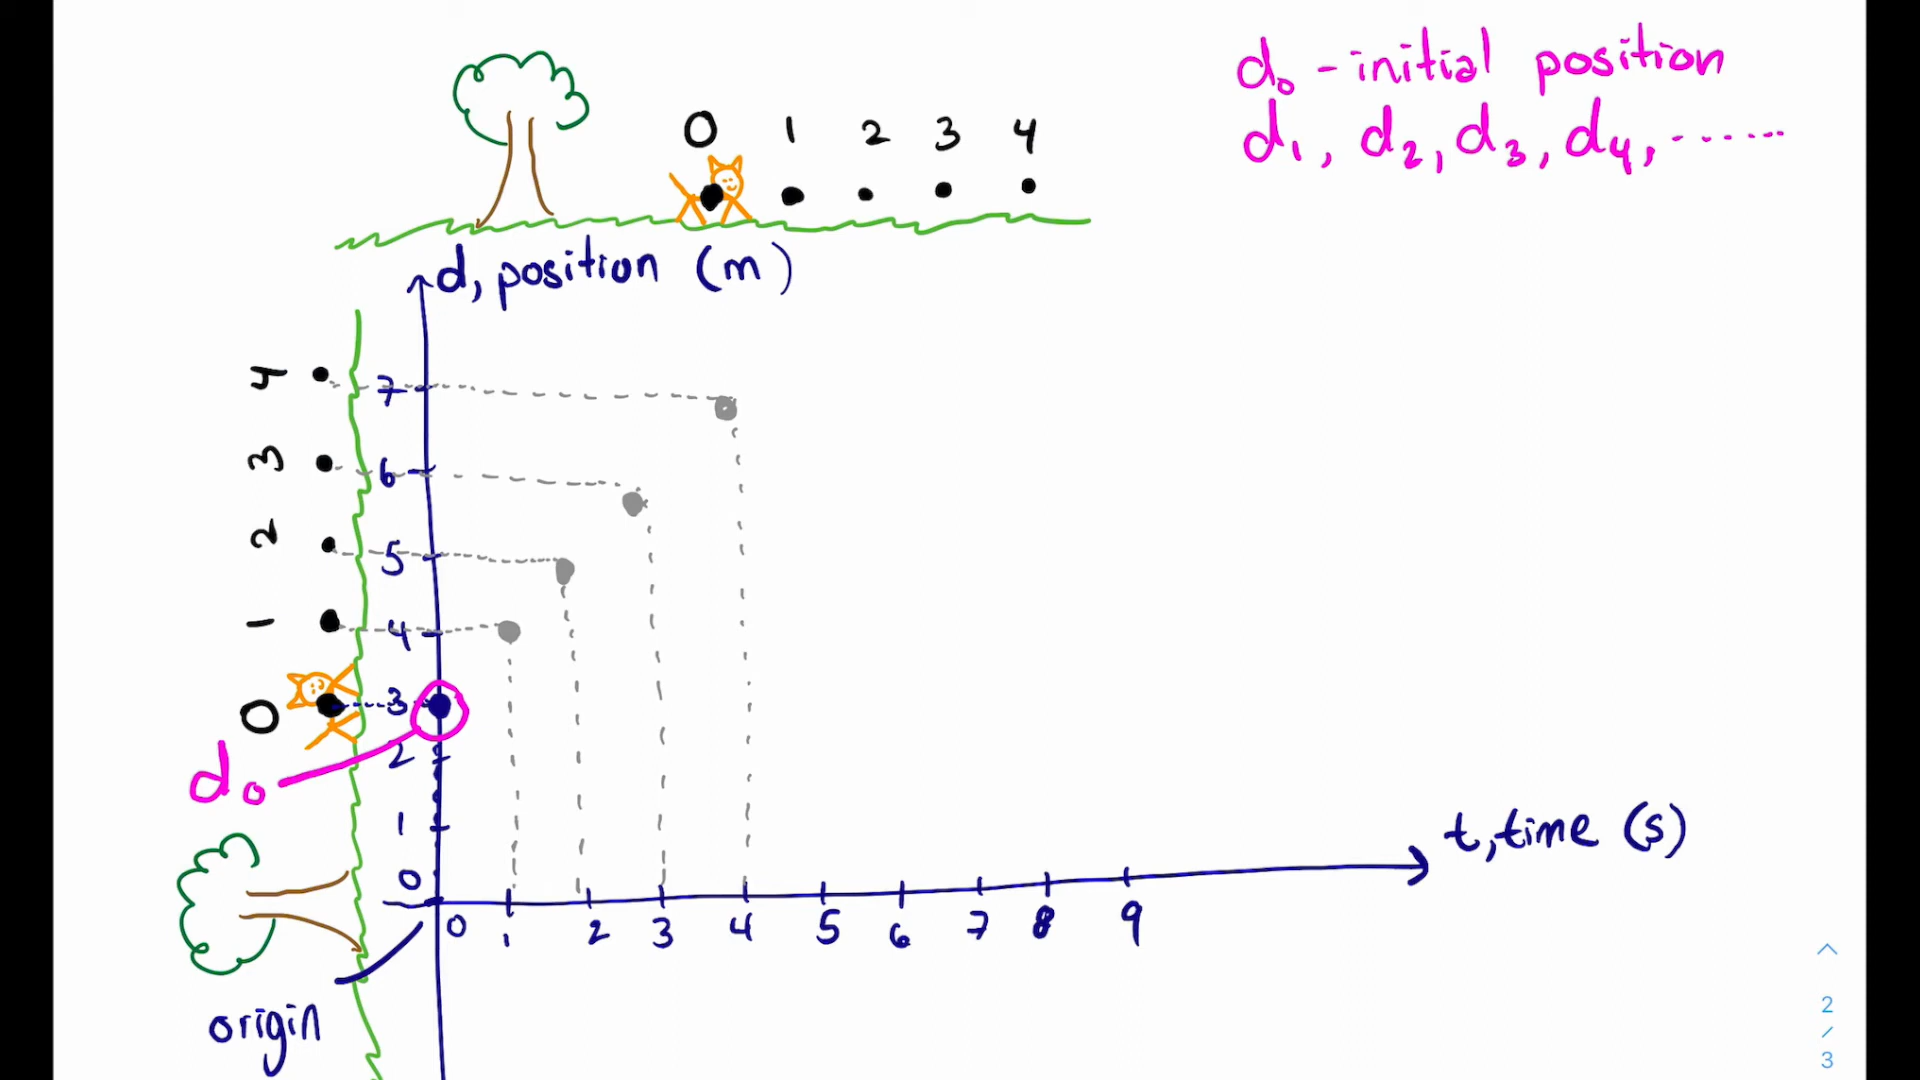 d₀ - initial position
d₁, d₂, d₃, d₄, ......
0 1 2 3 4
d, position (m)
4
7
3
6
2
5
1
4
0
3
d₀
2
1
0
t, time (s)
0 1 2 3 4 5 6 7 8 9
origin
2
/
3